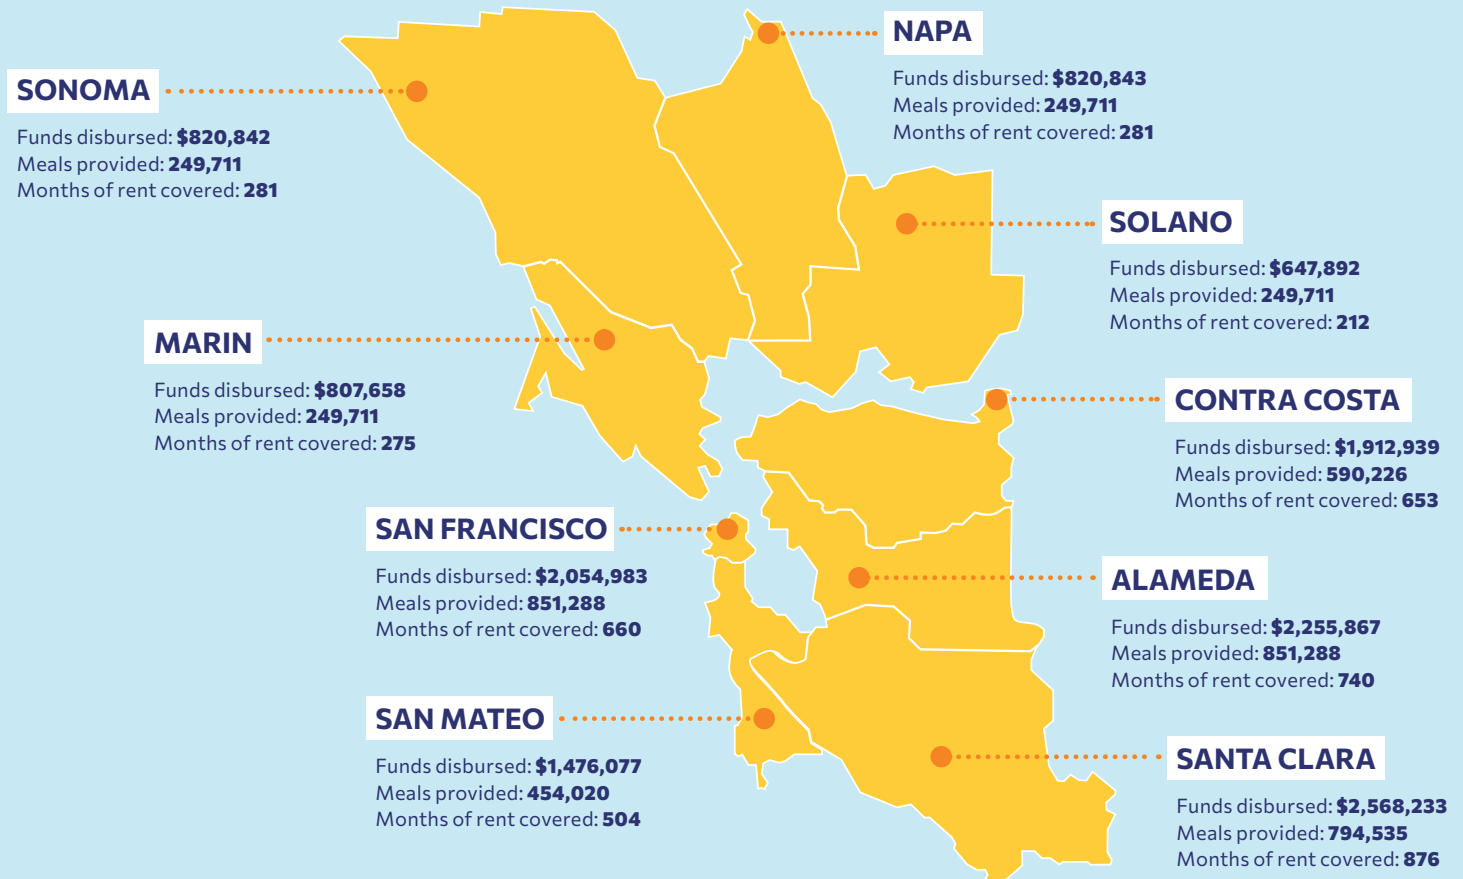 SONOMA
Funds disbursed: $820,842
Meals provided: 249,711
Months of rent covered: 281
NAPA
Funds disbursed: $820,843
Meals provided: 249,711
Months of rent covered: 281
SOLANO
Funds disbursed: $647,892
Meals provided: 249,711
Months of rent covered: 212
MARIN
Funds disbursed: $807,658
Meals provided: 249,711
Months of rent covered: 275
CONTRA COSTA
Funds disbursed: $1,912,939
Meals provided: 590,226
Months of rent covered: 653
SAN FRANCISCO
Funds disbursed: $2,054,983
Meals provided: 851,288
Months of rent covered: 660
ALAMEDA
Funds disbursed: $2,255,867
Meals provided: 851,288
Months of rent covered: 740
SAN MATEO
Funds disbursed: $1,476,077
Meals provided: 454,020
Months of rent covered: 504
SANTA CLARA
Funds disbursed: $2,568,233
Meals provided: 794,535
Months of rent covered: 876